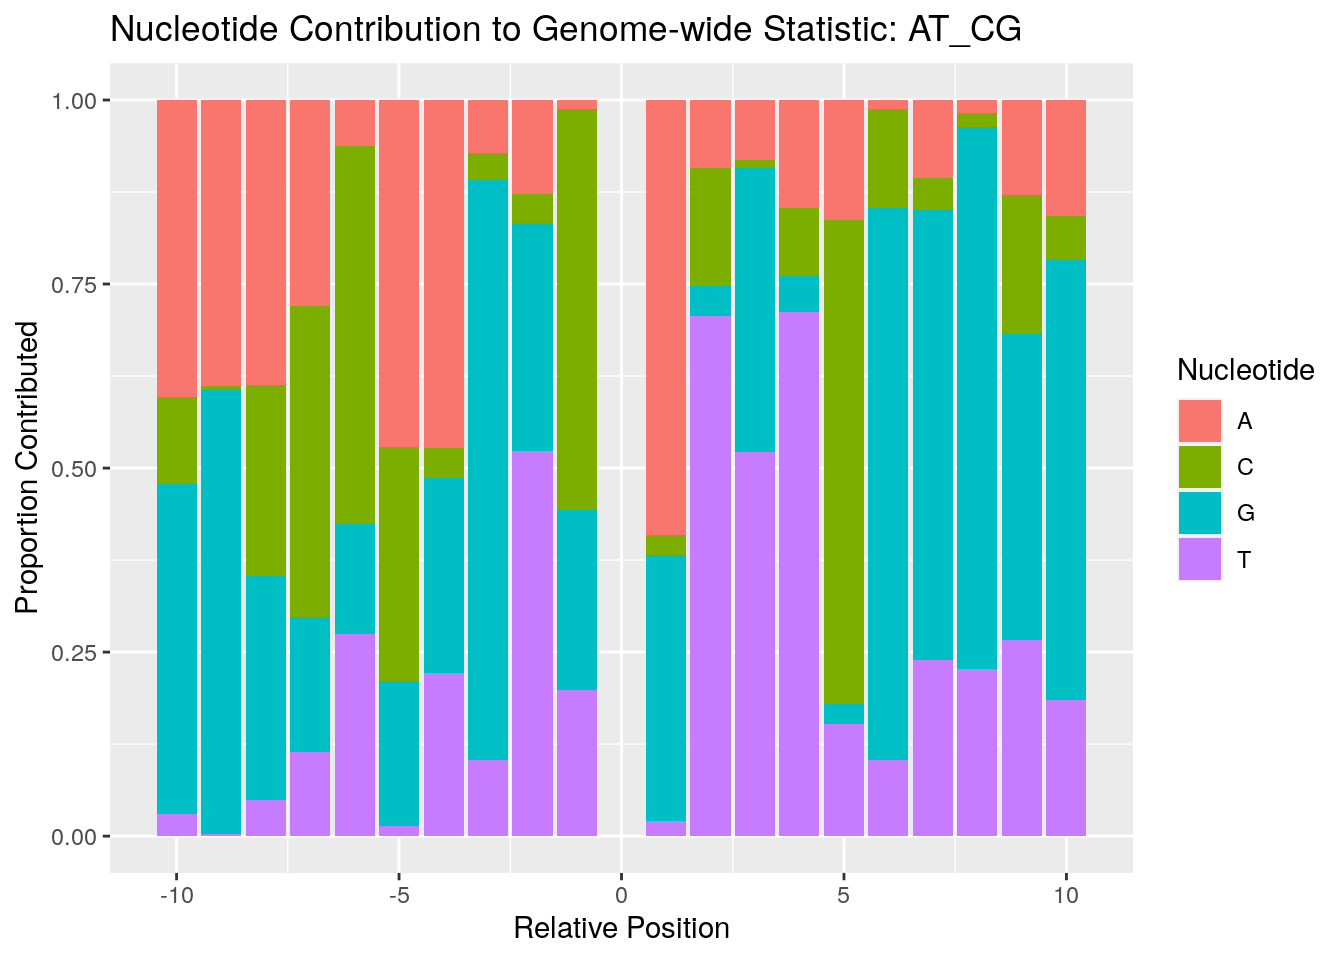 Nucleotide Contribution to Genome-wide Statistic: AT_CG
Proportion Contributed
1.00
0.75
0.50
0.25
0.00
-10
-5
0
5
10
Relative Position
Nucleotide
A
C
G
T